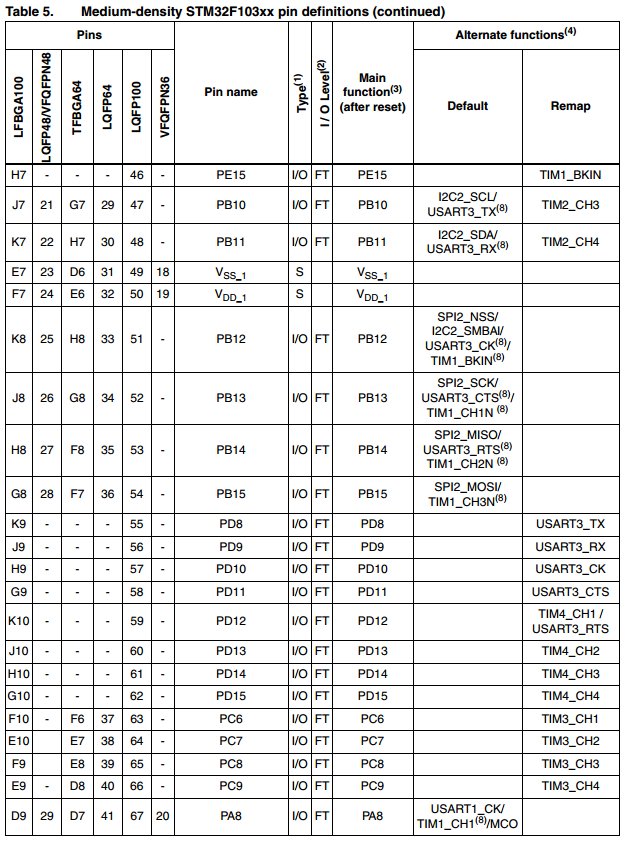 Table 5. Medium-density STM32F103xx pin definitions (continued)
Pins Alternate functions(4)
LFBGA100 LQFP48/VFQFPN48 TFBGA64 LQFP64 LQFP100 VFQFPN36 Pin name Type(1) I / O Level(2) Main function(3) (after reset) Default Remap
H7 - - - 46 - PE15 I/O FT PE15 TIM1_BKIN
J7 21 G7 29 47 - PB10 I/O FT PB10 I2C2_SCL/ USART3_TX(8) TIM2_CH3
K7 22 H7 30 48 - PB11 I/O FT PB11 I2C2_SDA/ USART3_RX(8) TIM2_CH4
E7 23 D6 31 49 18 VSS_1 S VSS_1
F7 24 E6 32 50 19 VDD_1 S VDD_1
K8 25 H8 33 51 - PB12 I/O FT PB12 SPI2_NSS/ I2C2_SMBAI/ USART3_CK(8)/ TIM1_BKIN(8)
J8 26 G8 34 52 - PB13 I/O FT PB13 SPI2_SCK/ USART3_CTS(8)/ TIM1_CH1N (8)
H8 27 F8 35 53 - PB14 I/O FT PB14 SPI2_MISO/ USART3_RTS(8) TIM1_CH2N (8)
G8 28 F7 36 54 - PB15 I/O FT PB15 SPI2_MOSI/ TIM1_CH3N(8)
K9 - - - 55 - PD8 I/O FT PD8 USART3_TX
J9 - - - 56 - PD9 I/O FT PD9 USART3_RX
H9 - - - 57 - PD10 I/O FT PD10 USART3_CK
G9 - - - 58 - PD11 I/O FT PD11 USART3_CTS
K10 - - - 59 - PD12 I/O FT PD12 TIM4_CH1 / USART3_RTS
J10 - - - 60 - PD13 I/O FT PD13 TIM4_CH2
H10 - - - 61 - PD14 I/O FT PD14 TIM4_CH3
G10 - - - 62 - PD15 I/O FT PD15 TIM4_CH4
F10 - F6 37 63 - PC6 I/O FT PC6 TIM3_CH1
E10 E7 38 64 - PC7 I/O FT PC7 TIM3_CH2
F9 E8 39 65 - PC8 I/O FT PC8 TIM3_CH3
E9 - D8 40 66 - PC9 I/O FT PC9 TIM3_CH4
D9 29 D7 41 67 20 PA8 I/O FT PA8 USART1_CK/ TIM1_CH1(8)/MCO